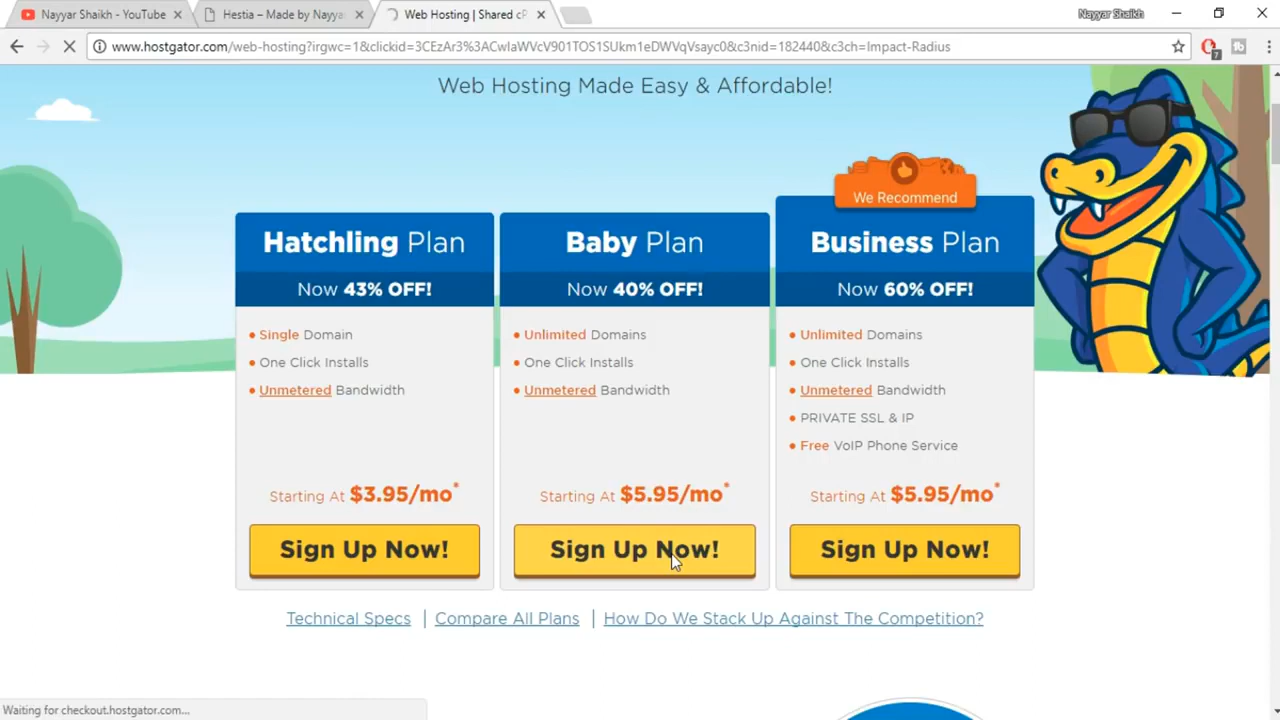 Nayyar Shaikh - YouTube
Hestia – Made by Nayya
Web Hosting | Shared cP
Nayyar Shaikh
www.hostgator.com/web-hosting?irgwc=1&clickid=3CEzAr3%3ACwlaWVcV901TOS1SUkm1eDWVqVsayc0&c3nid=182440&c3ch=Impact-Radius
7
Web Hosting Made Easy & Affordable!
We Recommend
Hatchling Plan
Now 43% OFF!
• Single Domain
• One Click Installs
• Unmetered Bandwidth
Starting At $3.95/mo*
Sign Up Now!
Baby Plan
Now 40% OFF!
• Unlimited Domains
• One Click Installs
• Unmetered Bandwidth
Starting At $5.95/mo*
Sign Up Now!
Business Plan
Now 60% OFF!
• Unlimited Domains
• One Click Installs
• Unmetered Bandwidth
• PRIVATE SSL & IP
• Free VoIP Phone Service
Starting At $5.95/mo*
Sign Up Now!
Technical Specs | Compare All Plans | How Do We Stack Up Against The Competition?
Waiting for checkout.hostgator.com...